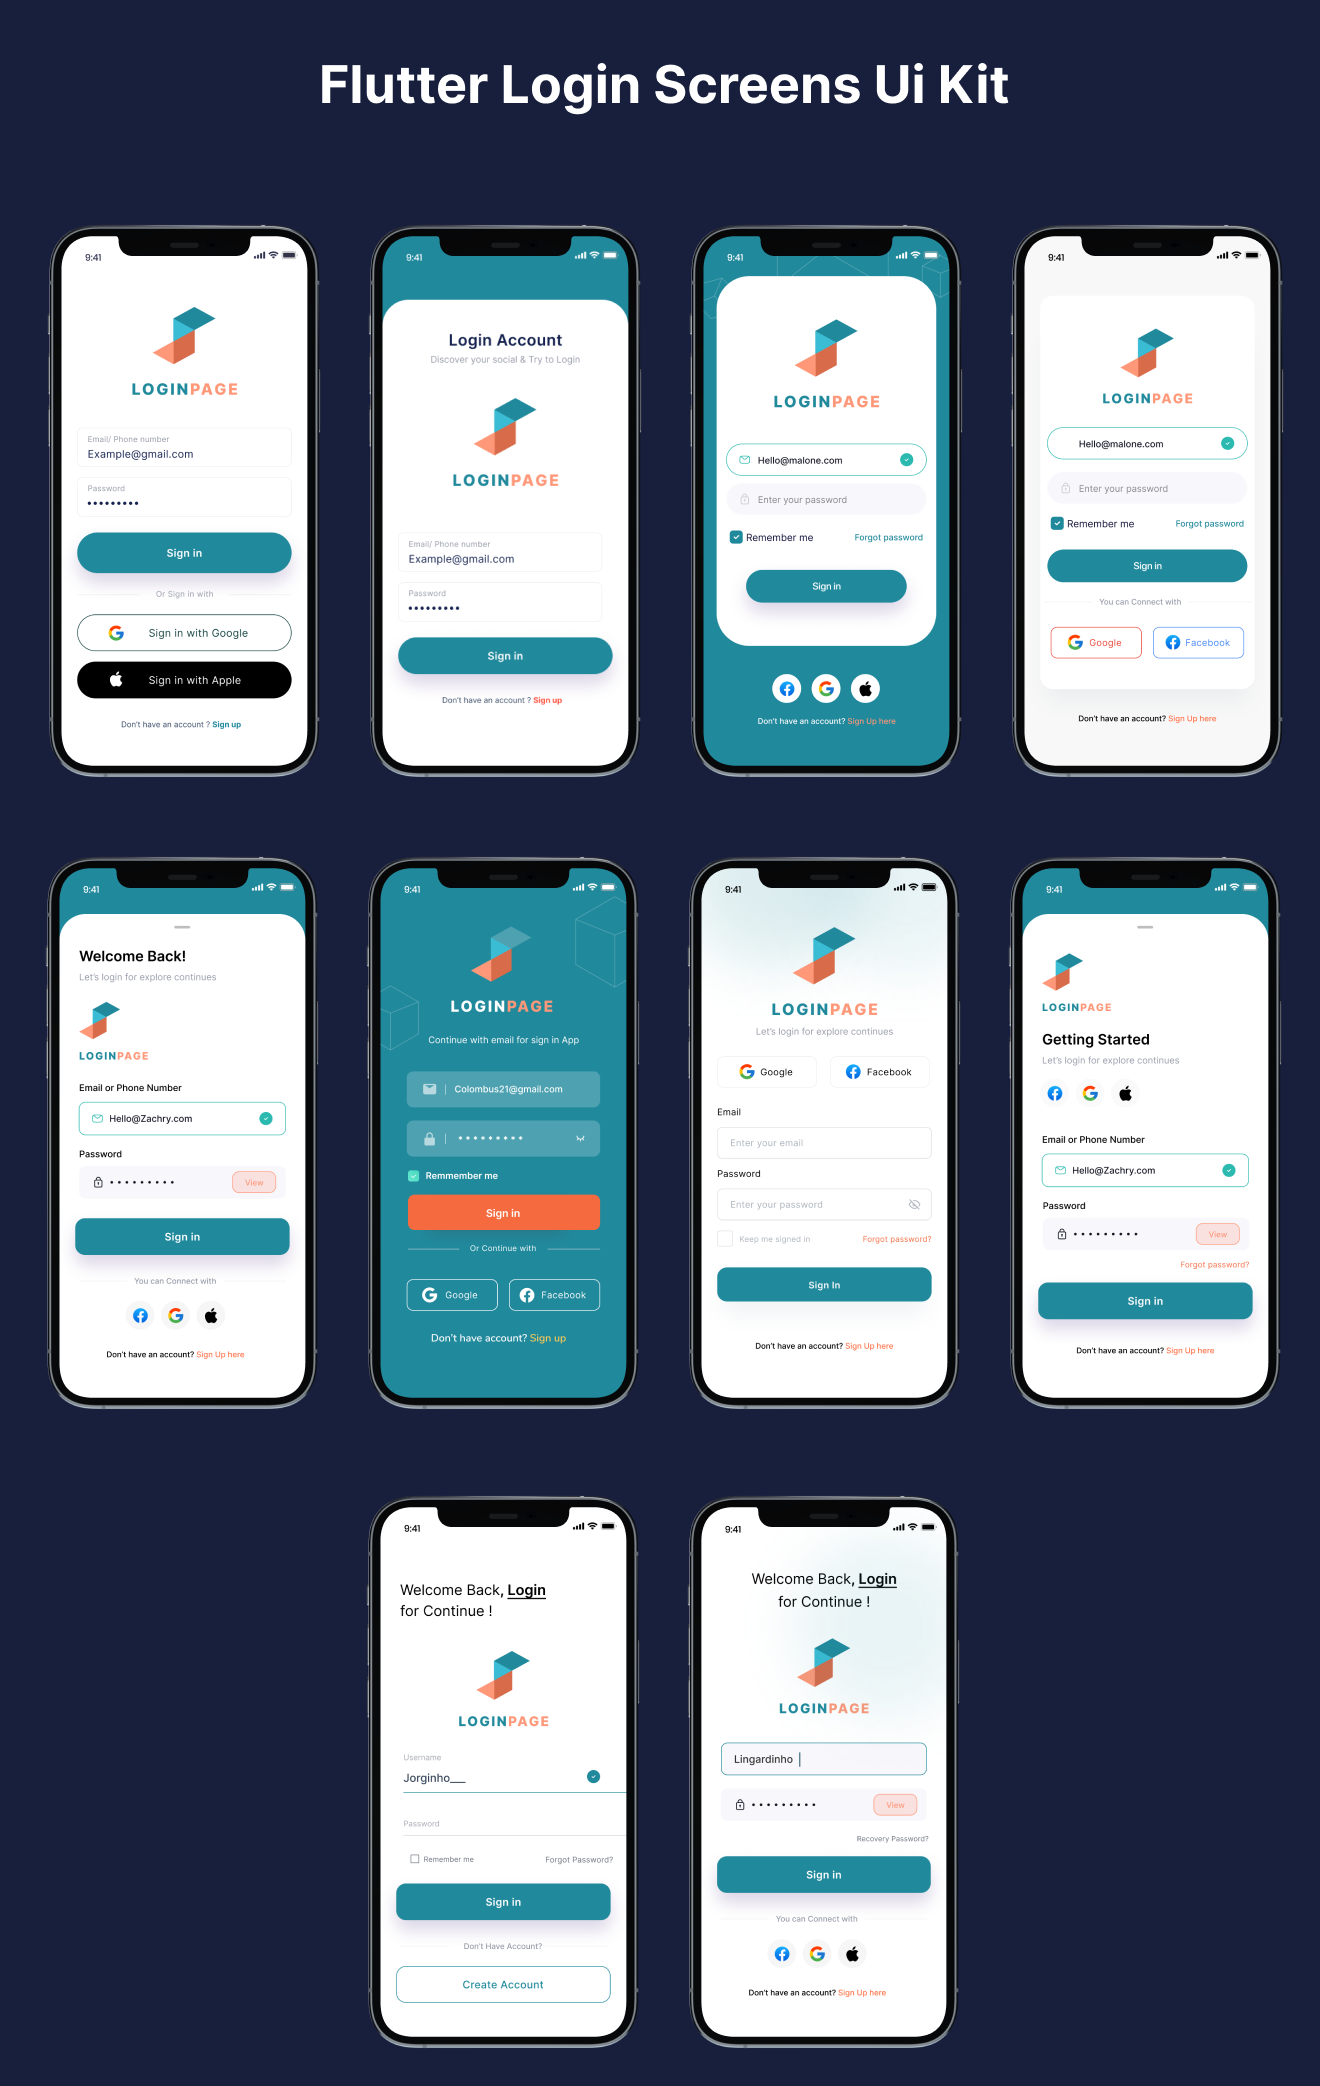 Flutter Login Screens Ui Kit
9:41
LOGINPAGE
Email/ Phone number
Example@gmail.com
Password
Sign in
Or Sign in with
Sign in with Google
Sign in with Apple
Don't have an account ? Sign up
9:41
Login Account
Discover your social & Try to Login
LOGINPAGE
Email/ Phone number
Example@gmail.com
Password
Sign in
Don't have an account ? Sign up
9:41
LOGINPAGE
Hello@malone.com
Enter your password
Remember me Forgot password
Sign in
Don't have an account? Sign Up here
9:41
LOGINPAGE
Hello@malone.com
Enter your password
Remember me Forgot password
Sign in
You can Connect with
Google Facebook
Don't have an account? Sign Up here
9:41
Welcome Back!
Let's login for explore continues
LOGINPAGE
Email or Phone Number
Hello@Zachry.com
Password
View
Sign in
You can Connect with
Don't have an account? Sign Up here
9:41
LOGINPAGE
Continue with email for sign in App
Colombus21@gmail.com
Remmember me
Sign in
Or Continue with
Google Facebook
Don't have account? Sign up
9:41
LOGINPAGE
Let's login for explore continues
Google Facebook
Email
Enter your email
Password
Enter your password
Keep me signed in Forgot password?
Sign In
Don't have an account? Sign Up here
9:41
LOGINPAGE
Getting Started
Let's login for explore continues
Email or Phone Number
Hello@Zachry.com
Password
View
Forgot password?
Sign in
Don't have an account? Sign Up here
9:41
Welcome Back, Login
for Continue !
LOGINPAGE
Username
Jorginho__
Password
Remember me Forgot Password?
Sign in
Don't Have Account?
Create Account
9:41
Welcome Back, Login
for Continue !
LOGINPAGE
Lingardinho |
View
Recovery Password?
Sign in
You can Connect with
Don't have an account? Sign Up here